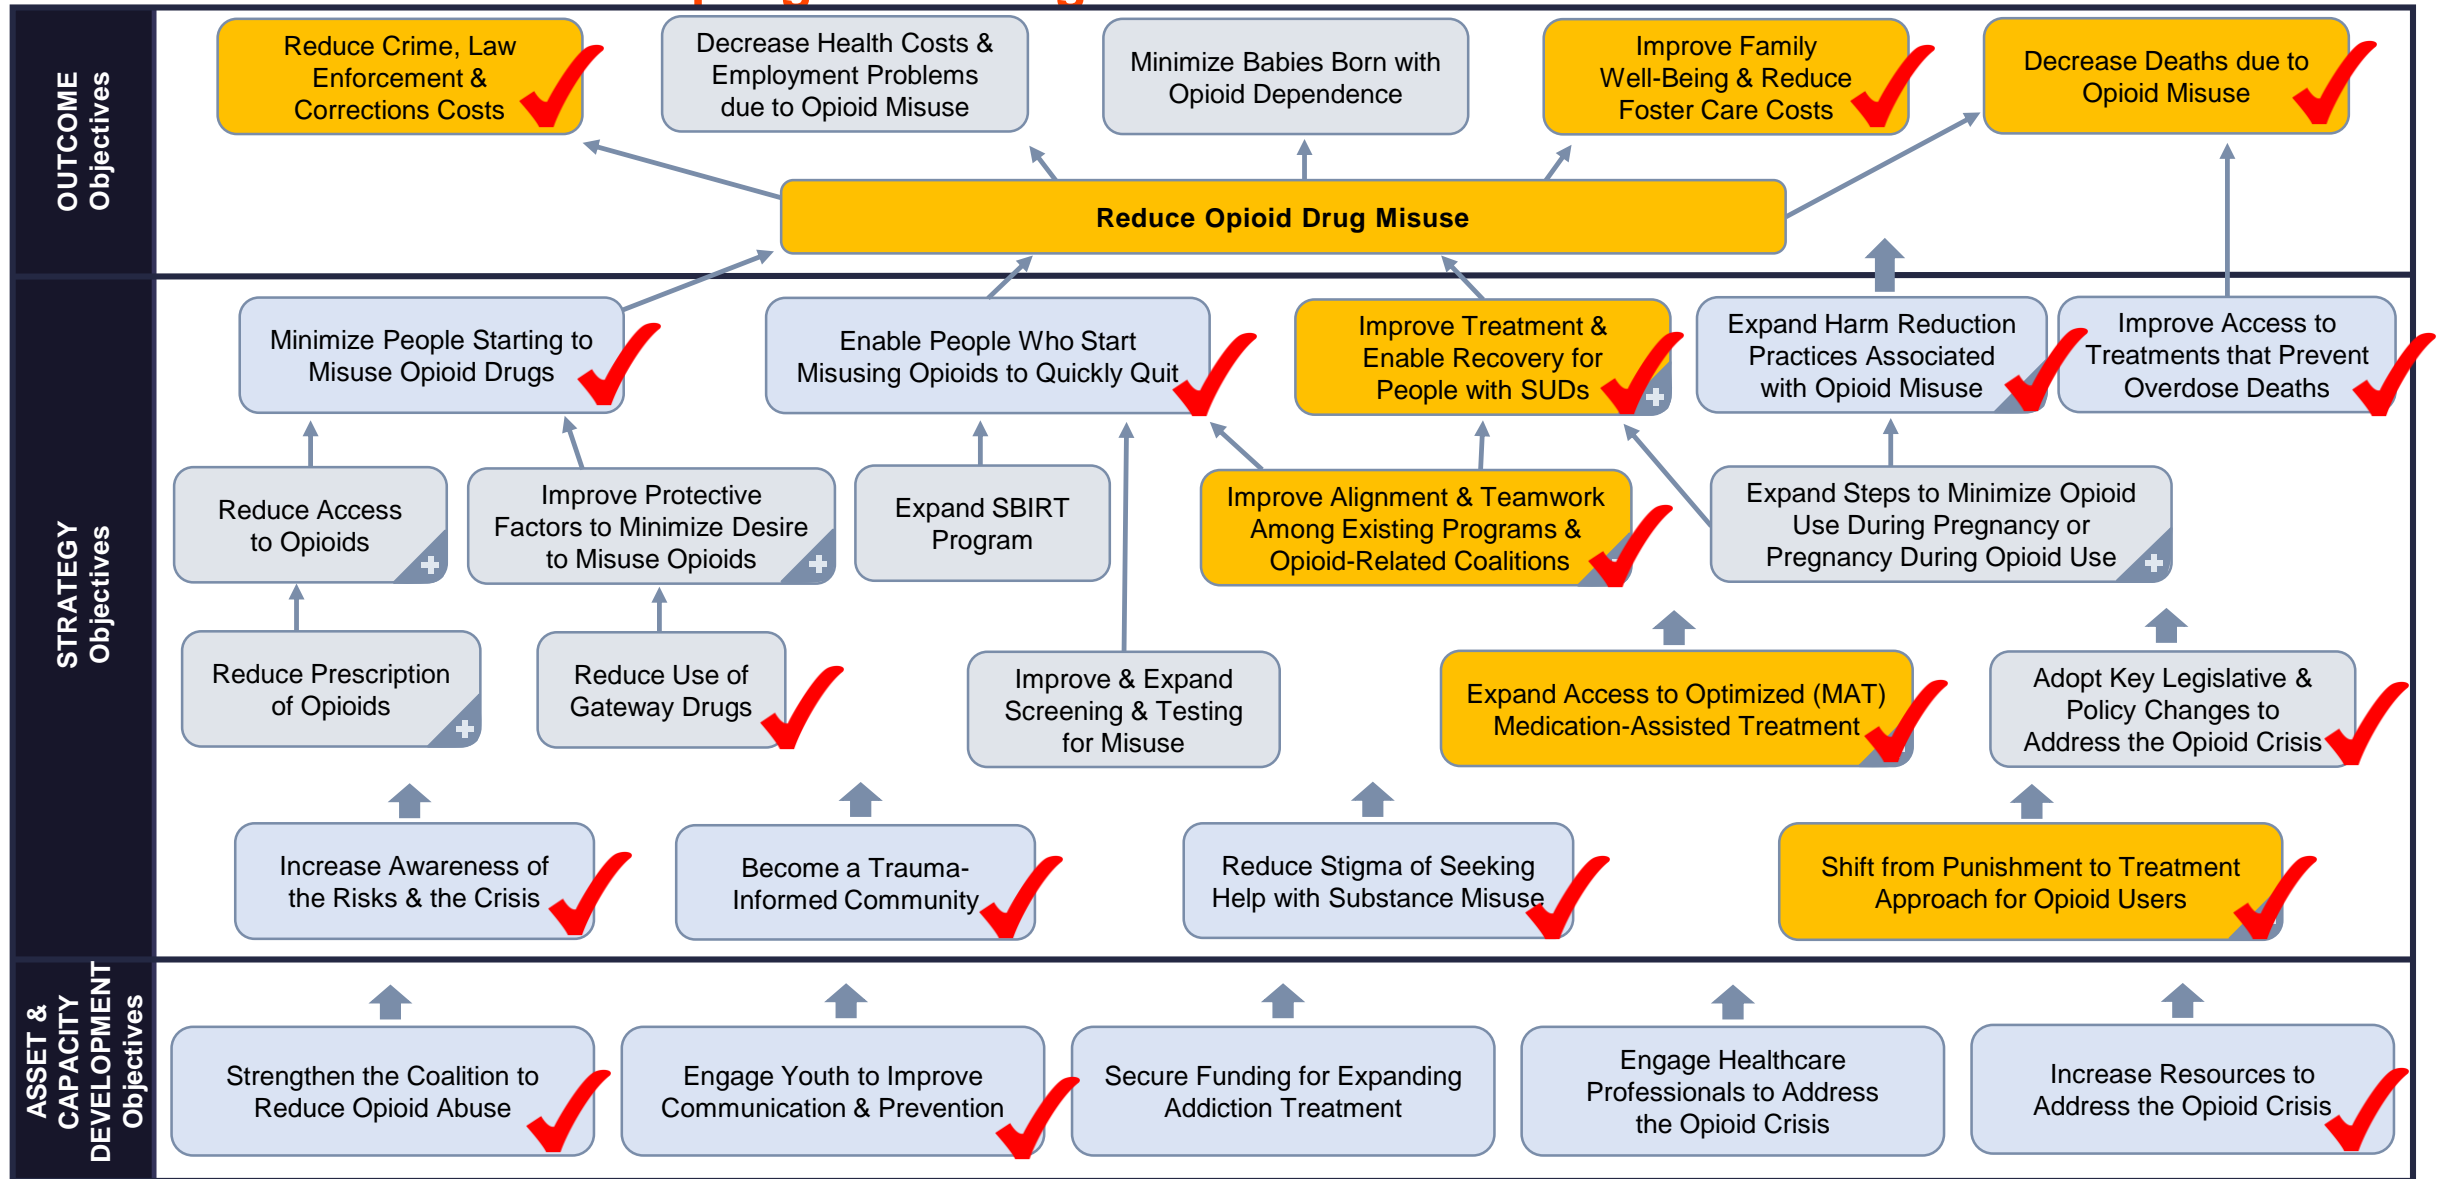 OUTCOME
Objectives
Reduce Crime, Law
Enforcement &
Corrections Costs
Decrease Health Costs &
Employment Problems
due to Opioid Misuse
Minimize Babies Born with
Opioid Dependence
Improve Family
Well-Being & Reduce
Foster Care Costs
Decrease Deaths due to
Opioid Misuse
Reduce Opioid Drug Misuse
STRATEGY
Objectives
Minimize People Starting to
Misuse Opioid Drugs
Enable People Who Start
Misusing Opioids to Quickly Quit
Improve Treatment &
Enable Recovery for
People with SUDs
Expand Harm Reduction
Practices Associated
with Opioid Misuse
Improve Access to
Treatments that Prevent
Overdose Deaths
Reduce Access
to Opioids
Improve Protective
Factors to Minimize Desire
to Misuse Opioids
Expand SBIRT
Program
Improve Alignment & Teamwork
Among Existing Programs &
Opioid-Related Coalitions
Expand Steps to Minimize Opioid
Use During Pregnancy or
Pregnancy During Opioid Use
Reduce Prescription
of Opioids
Reduce Use of
Gateway Drugs
Improve & Expand
Screening & Testing
for Misuse
Expand Access to Optimized (MAT)
Medication-Assisted Treatment
Adopt Key Legislative &
Policy Changes to
Address the Opioid Crisis
Increase Awareness of
the Risks & the Crisis
Become a Trauma-
Informed Community
Reduce Stigma of Seeking
Help with Substance Misuse
Shift from Punishment to Treatment
Approach for Opioid Users
ASSET &
CAPACITY
DEVELOPMENT
Objectives
Strengthen the Coalition to
Reduce Opioid Abuse
Engage Youth to Improve
Communication & Prevention
Secure Funding for Expanding
Addiction Treatment
Engage Healthcare
Professionals to Address
the Opioid Crisis
Increase Resources to
Address the Opioid Crisis